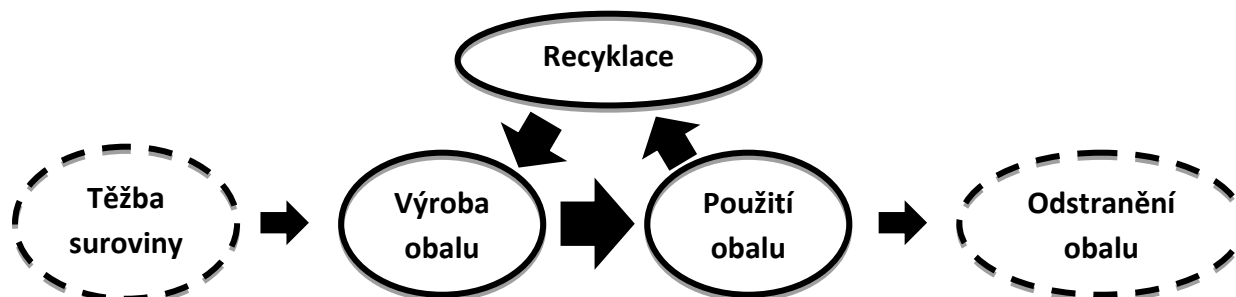 Recyklace
Těžba
suroviny
Výroba
obalu
Použití
obalu
Odstranění
obalu